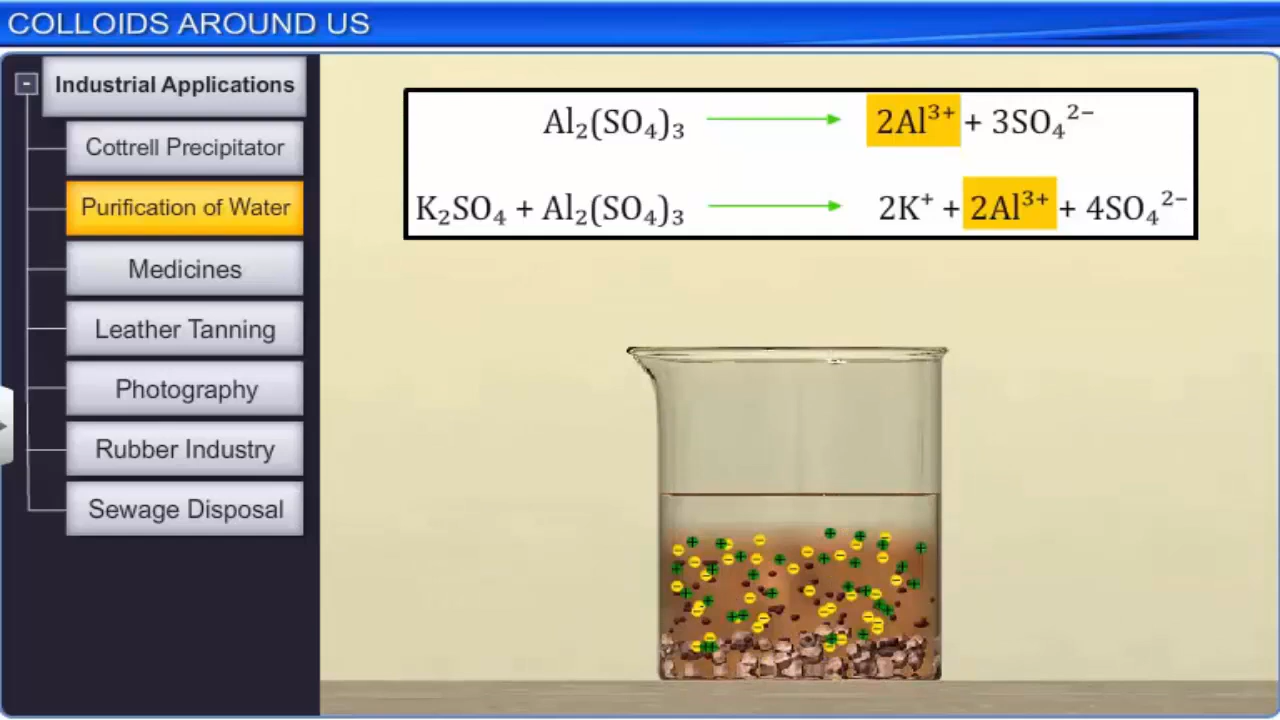 COLLOIDS AROUND US
Industrial Applications
Cottrell Precipitator
Purification of Water
Medicines
Leather Tanning
Photography
Rubber Industry
Sewage Disposal
Al₂(SO₄)₃ ⟶ 2Al³⁺ + 3SO₄²⁻
K₂SO₄ + Al₂(SO₄)₃ ⟶ 2K⁺ + 2Al³⁺ + 4SO₄²⁻